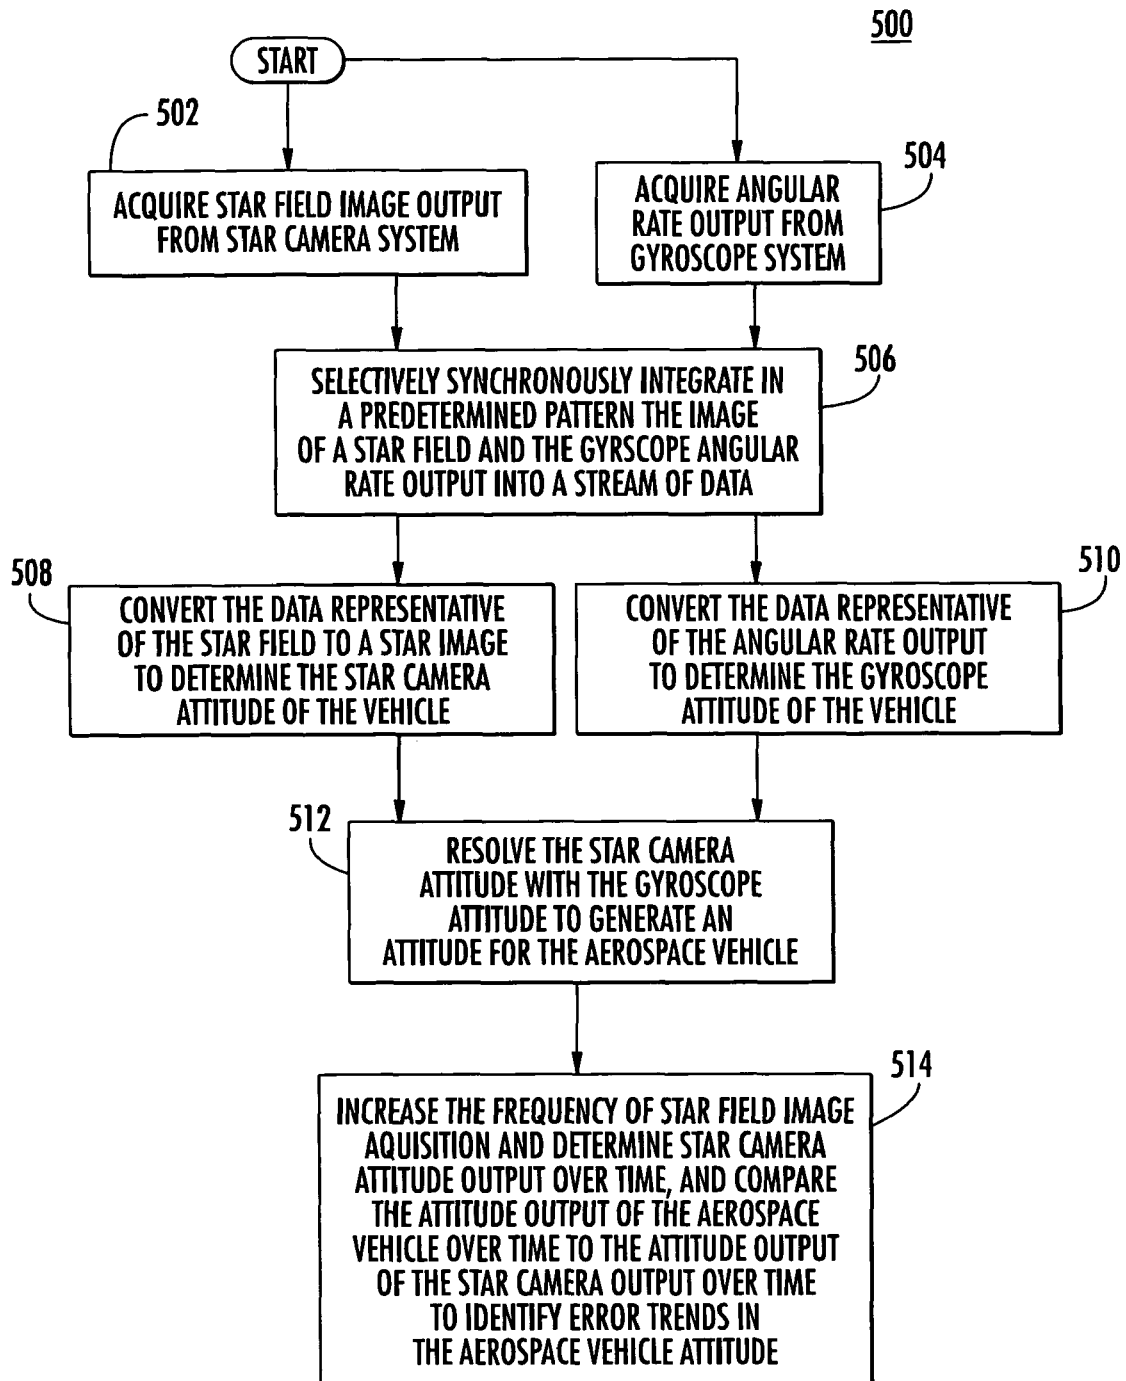 500
START
502
ACQUIRE STAR FIELD IMAGE OUTPUT
FROM STAR CAMERA SYSTEM
504
ACQUIRE ANGULAR
RATE OUTPUT FROM
GYROSCOPE SYSTEM
506
SELECTIVELY SYNCHRONOUSLY INTEGRATE IN
A PREDETERMINED PATTERN THE IMAGE
OF A STAR FIELD AND THE GYRSCOPE ANGULAR
RATE OUTPUT INTO A STREAM OF DATA
508
CONVERT THE DATA REPRESENTATIVE
OF THE STAR FIELD TO A STAR IMAGE
TO DETERMINE THE STAR CAMERA
ATTITUDE OF THE VEHICLE
510
CONVERT THE DATA REPRESENTATIVE
OF THE ANGULAR RATE OUTPUT
TO DETERMINE THE GYROSCOPE
ATTITUDE OF THE VEHICLE
512
RESOLVE THE STAR CAMERA
ATTITUDE WITH THE GYROSCOPE
ATTITUDE TO GENERATE AN
ATTITUDE FOR THE AEROSPACE VEHICLE
514
INCREASE THE FREQUENCY OF STAR FIELD IMAGE
AQUISITION AND DETERMINE STAR CAMERA
ATTITUDE OUTPUT OVER TIME, AND COMPARE
THE ATTITUDE OUTPUT OF THE AEROSPACE
VEHICLE OVER TIME TO THE ATTITUDE OUTPUT
OF THE STAR CAMERA OUTPUT OVER TIME
TO IDENTIFY ERROR TRENDS IN
THE AEROSPACE VEHICLE ATTITUDE